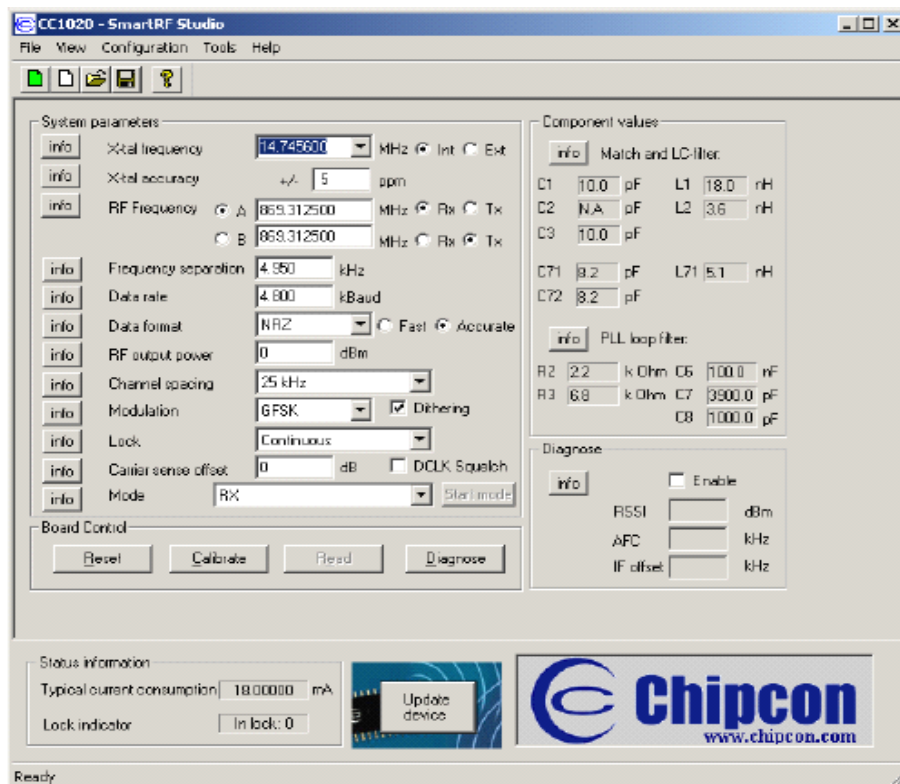 CC1020 - SmartRF Studio
File View Configuration Tools Help
System parameters
info X-tal frequency 14.745600 MHz Int Ext
info X-tal accuracy +/- 5 ppm
info RF Frequency A 869.312500 MHz Rx Tx
B 869.312500 MHz Rx Tx
info Frequency separation 4.950 kHz
info Data rate 4.800 kBaud
info Data format NRZ Fast Accurate
info RF output power 0 dBm
info Channel spacing 25 kHz
info Modulation GFSK Dithering
info Lock Continuous
info Carrier sense offset 0 dB DCLK Squelch
info Mode RX Start mode
Board Control
Reset Calibrate Read Diagnose
Component values
info Match and LC-filter:
C1 10.0 pF L1 18.0 nH
C2 N.A. pF L2 3.6 nH
C3 10.0 pF
C71 8.2 pF L71 5.1 nH
C72 8.2 pF
info PLL loop filter:
R2 2.2 k Ohm C6 100.0 nF
R3 6.8 k Ohm C7 3900.0 pF
C8 1000.0 pF
Diagnose
info Enable
RSSI dBm
AFC kHz
IF offset kHz
Status information
Typical current consumption 18.00000 mA
Lock indicator In lock: 0
Update device
Chipcon
www.chipcon.com
Ready